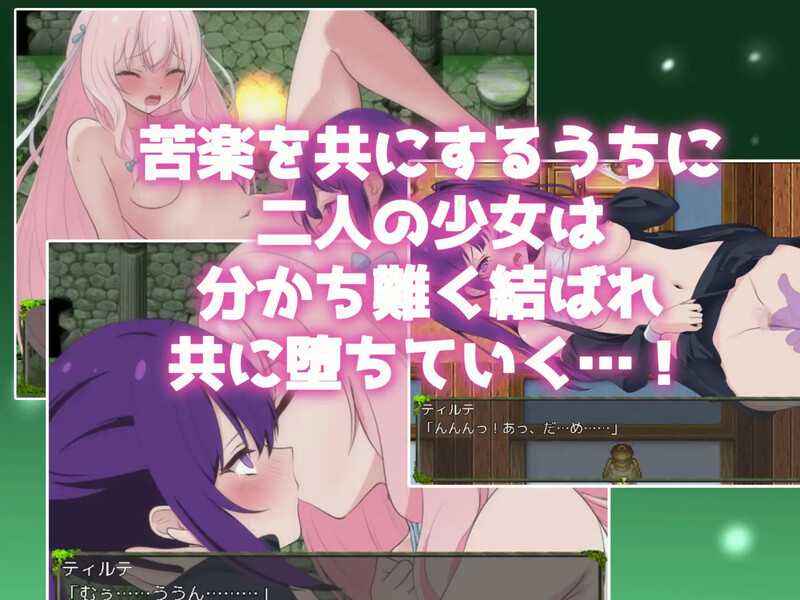 苦楽を共にするうちに
二人の少女は
分かち難く結ばれ
共に堕ちていく…！
ティルテ
「んんんっ！あっ、だ…め……」
ティルテ
「むぅ……ううん………」